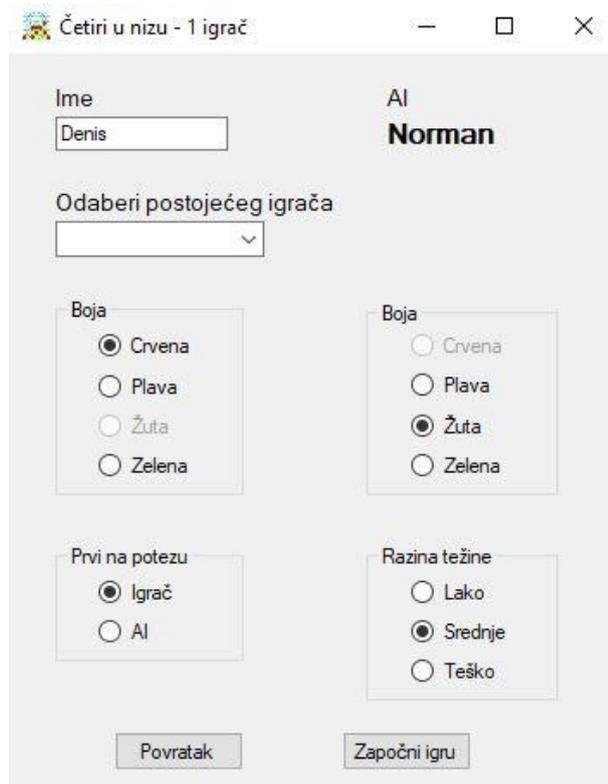 Četiri u nizu - 1 igrač
Ime
AI
Denis
Norman
Odaberi postojećeg igrača
Boja
Crvena
Plava
Žuta
Zelena
Boja
Crvena
Plava
Žuta
Zelena
Prvi na potezu
Igrač
AI
Razina težine
Lako
Srednje
Teško
Povratak
Započni igru